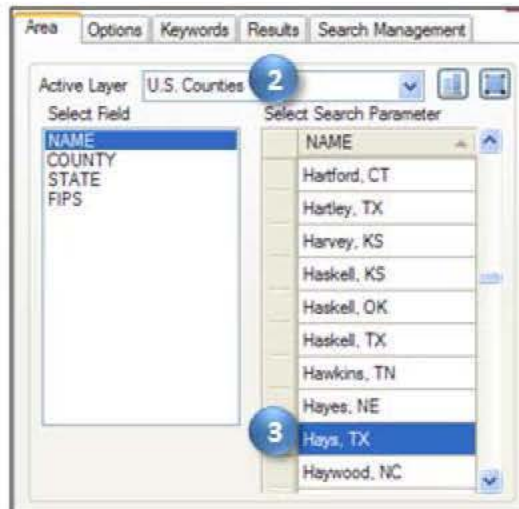 Area Options Keywords Results Search Management
Active Layer U.S. Counties 2
Select Field Select Search Parameter
NAME
COUNTY
STATE
FIPS
NAME
Hartford, CT
Hartley, TX
Harvey, KS
Haskell, KS
Haskell, OK
Haskell, TX
Hawkins, TN
Hayes, NE
3 Hays, TX
Haywood, NC